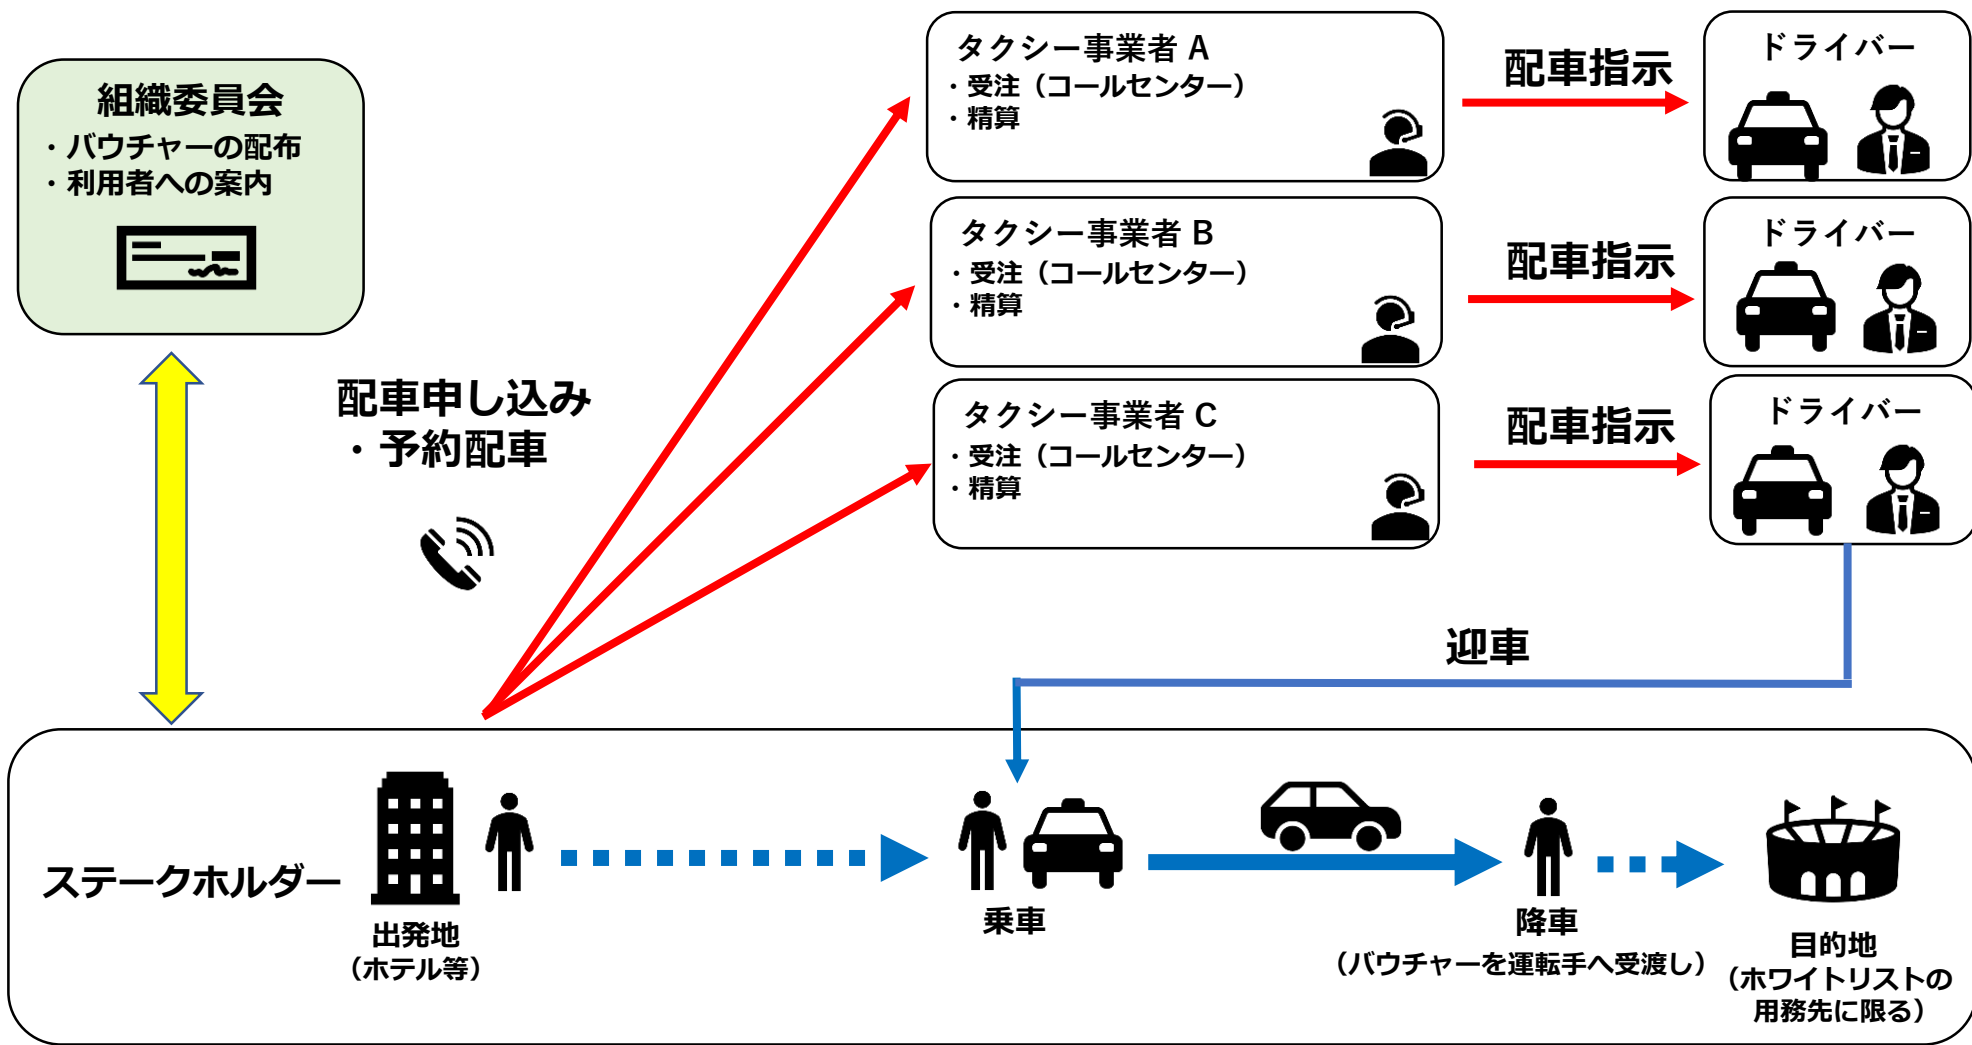 組織委員会
・バウチャーの配布
・利用者への案内
配車申し込み
・予約配車
タクシー事業者 A
・受注（コールセンター）
・精算
配車指示
ドライバー
タクシー事業者 B
・受注（コールセンター）
・精算
配車指示
ドライバー
タクシー事業者 C
・受注（コールセンター）
・精算
配車指示
ドライバー
迎車
ステークホルダー
出発地
（ホテル等）
乗車
降車
（バウチャーを運転手へ受渡し）
目的地
（ホワイトリストの
用務先に限る）